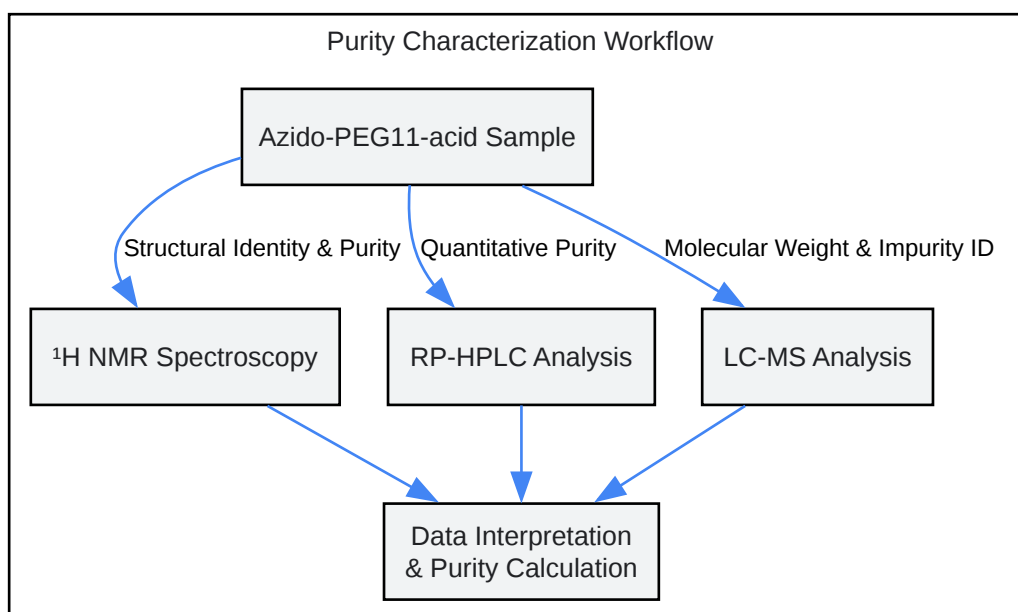 Purity Characterization Workflow
Azido-PEG11-acid Sample
Structural Identity & Purity
Quantitative Purity
Molecular Weight & Impurity ID
¹H NMR Spectroscopy
RP-HPLC Analysis
LC-MS Analysis
Data Interpretation
& Purity Calculation